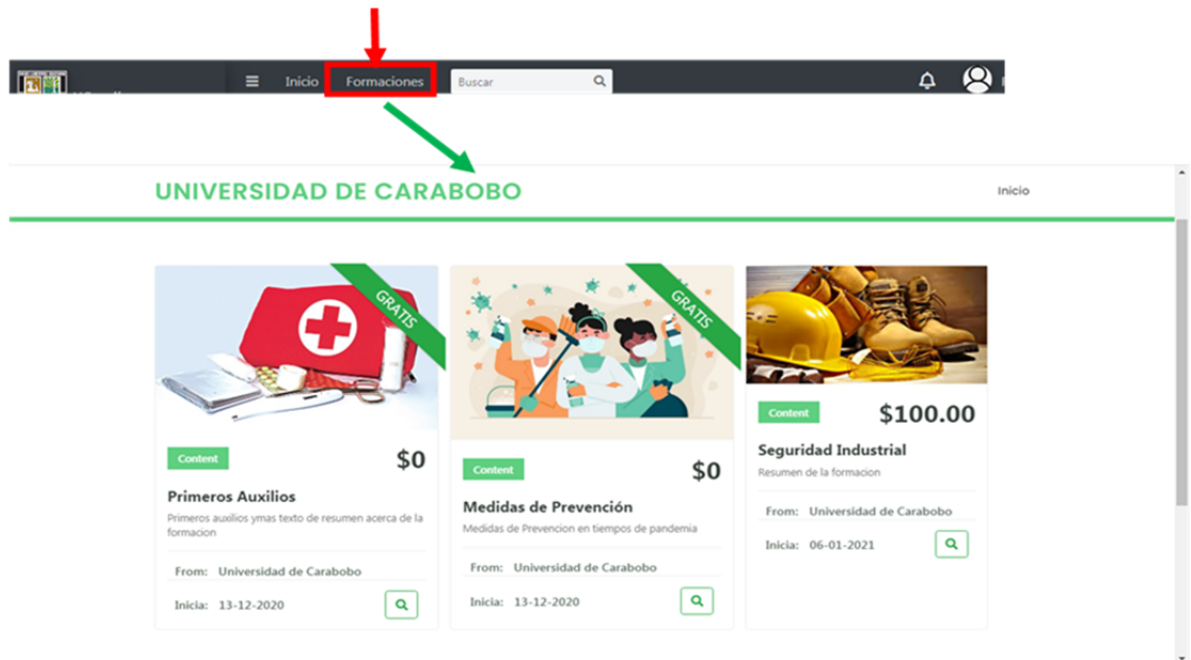 Inicio Formaciones Buscar
UNIVERSIDAD DE CARABOBO
Inicio
GRATIS
Content $0
Primeros Auxilios
Primeros auxilios ymas texto de resumen acerca de la
formacion
From: Universidad de Carabobo
Inicia: 13-12-2020
GRATIS
Content $0
Medidas de Prevención
Medidas de Prevencion en tiempos de pandemia
From: Universidad de Carabobo
Inicia: 13-12-2020
Content $100.00
Seguridad Industrial
Resumen de la formacion
From: Universidad de Carabobo
Inicia: 06-01-2021